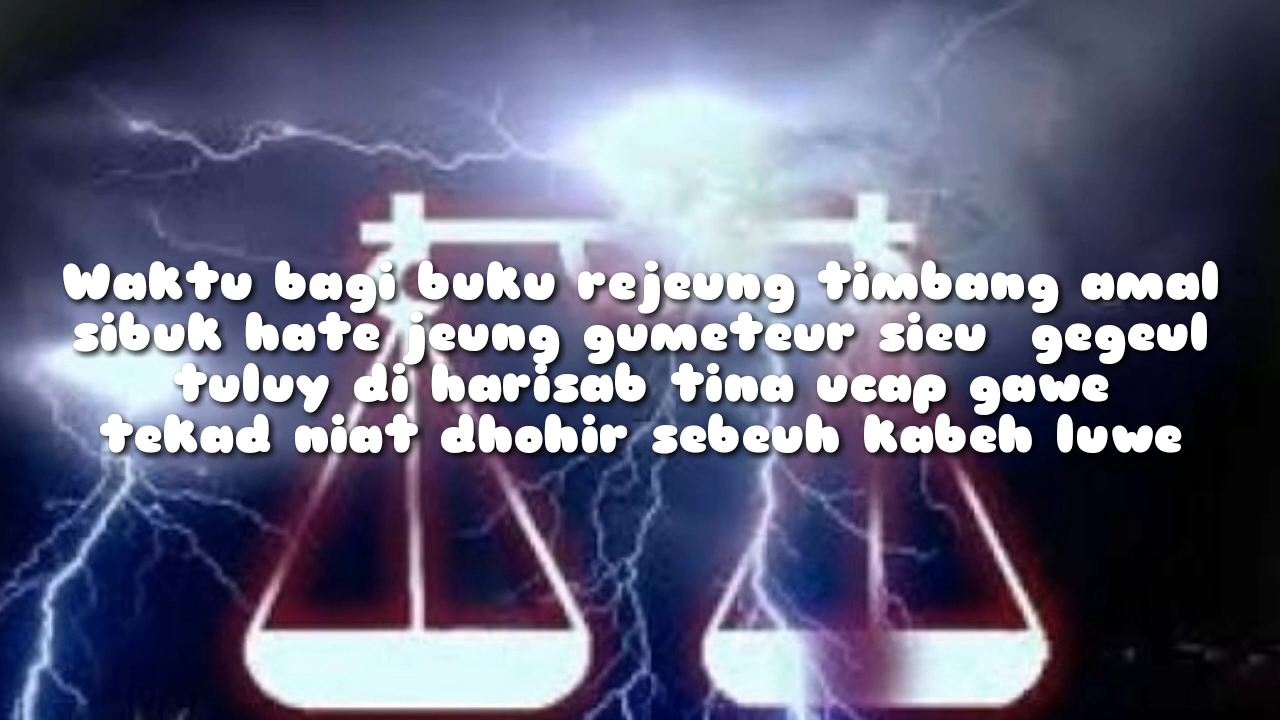 Waktu bagi buku rejeung timbang amal
sibuk hate jeung gumeteur sieu gegeul
tuluy di harisab tina ucap gawe
tekad niat dhohir sebeuh kabeh luwe